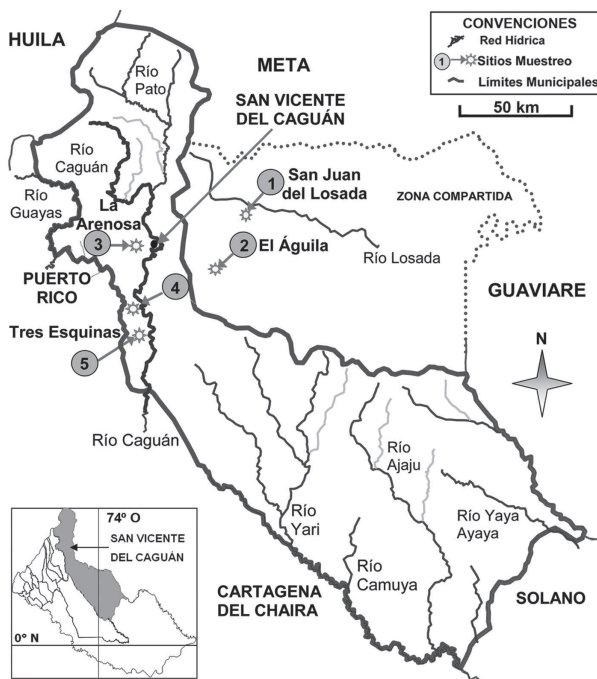 HUILA
META
CONVENCIONES
Red Hídrica
1
Sitios Muestreo
Límites Municipales
50 km
Río
Pato
SAN VICENTE
DEL CAGUÁN
Río
Caguán
Río
Guayas
La
Arenosa
1
San Juan
del Losada
ZONA COMPARTIDA
3
2
El Águila
Río Losada
PUERTO
RICO
4
GUAVIARE
Tres Esquinas
5
N
Río Caguán
Río
Ajaju
Río
Yari
Río Yaya
Ayaya
Río
Camuya
CARTAGENA
DEL CHAIRA
SOLANO
74º O
SAN VICENTE
DEL CAGUÁN
0º N